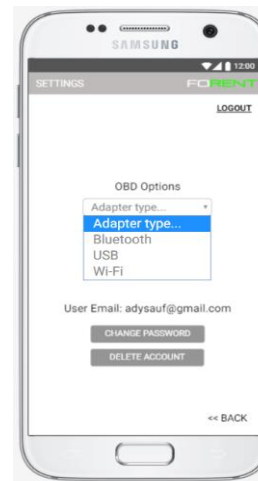 SAMSUNG
12:00
SETTINGS FORENT
LOGOUT
OBD Options
Adapter type...
Adapter type...
Bluetooth
USB
Wi-Fi
User Email: adysauf@gmail.com
CHANGE PASSWORD
DELETE ACCOUNT
<< BACK